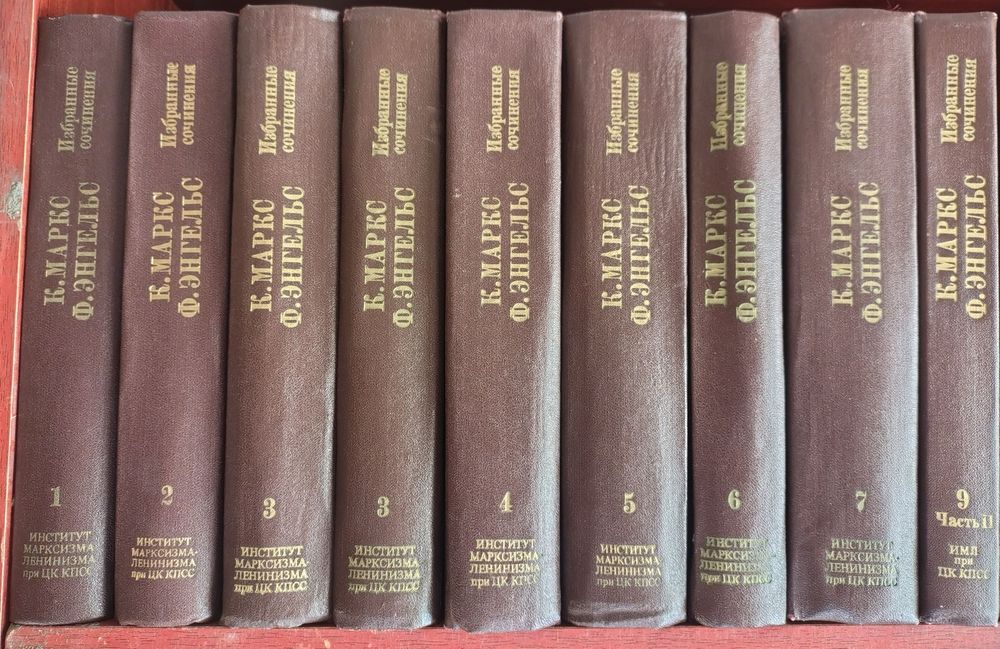 Избранные
сочинения
К.МАРКС
Ф.ЭНГЕЛЬС
1
ИНСТИТУТ
МАРКСИЗМА-
ЛЕНИНИЗМА
при ЦК КПСС
Избранные
сочинения
К.МАРКС
Ф.ЭНГЕЛЬС
2
ИНСТИТУТ
МАРКСИЗМА-
ЛЕНИНИЗМА
при ЦК КПСС
Избранные
сочинения
К.МАРКС
Ф.ЭНГЕЛЬС
3
ИНСТИТУТ
МАРКСИЗМА-
ЛЕНИНИЗМА
при ЦК КПСС
Избранные
сочинения
К.МАРКС
Ф.ЭНГЕЛЬС
3
ИНСТИТУТ
МАРКСИЗМА-
ЛЕНИНИЗМА
при ЦК КПСС
Избранные
сочинения
К.МАРКС
Ф.ЭНГЕЛЬС
4
ИНСТИТУТ
МАРКСИЗМА-
ЛЕНИНИЗМА
при ЦК КПСС
Избранные
сочинения
К.МАРКС
Ф.ЭНГЕЛЬС
5
ИНСТИТУТ
МАРКСИЗМА-
ЛЕНИНИЗМА
при ЦК КПСС
Избранные
сочинения
К.МАРКС
Ф.ЭНГЕЛЬС
6
ИНСТИТУТ
МАРКСИЗМА-
ЛЕНИНИЗМА
при ЦК КПСС
Избранные
сочинения
К.МАРКС
Ф.ЭНГЕЛЬС
7
ИНСТИТУТ
МАРКСИЗМА-
ЛЕНИНИЗМА
при ЦК КПСС
Избранные
сочинения
К.МАРКС
Ф.ЭНГЕЛЬС
9
Часть II
ИМЛ
при
ЦК КПСС